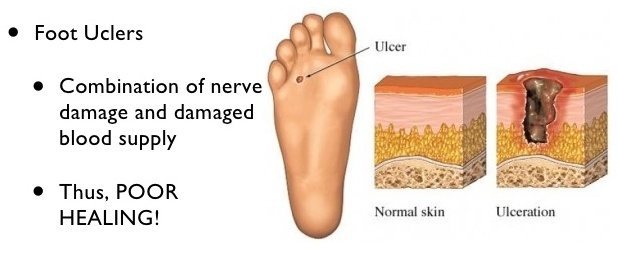 Foot Uclers
Combination of nerve
damage and damaged
blood supply
Thus, POOR
HEALING!
Ulcer
Normal skin
Ulceration